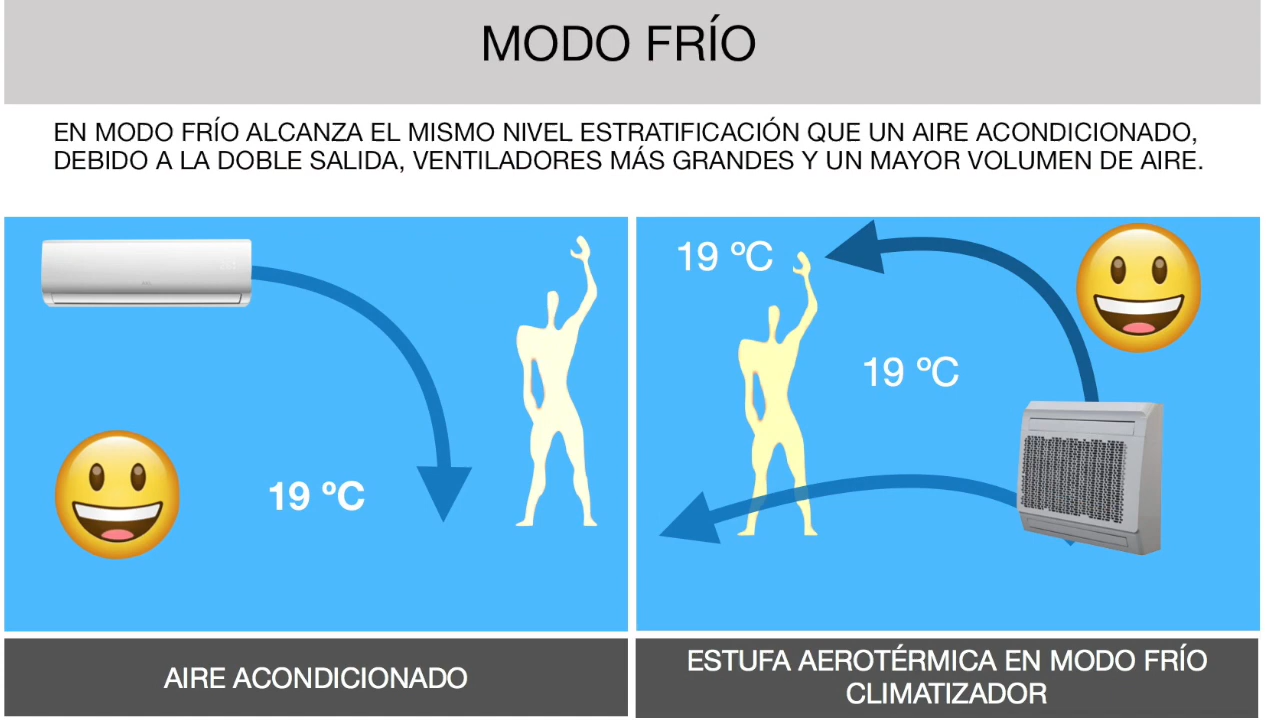 MODO FRÍO
EN MODO FRÍO ALCANZA EL MISMO NIVEL ESTRATIFICACIÓN QUE UN AIRE ACONDICIONADO,
DEBIDO A LA DOBLE SALIDA, VENTILADORES MÁS GRANDES Y UN MAYOR VOLUMEN DE AIRE.
19 ºC
19 ºC
19 ºC
AIRE ACONDICIONADO
ESTUFA AEROTÉRMICA EN MODO FRÍO
CLIMATIZADOR